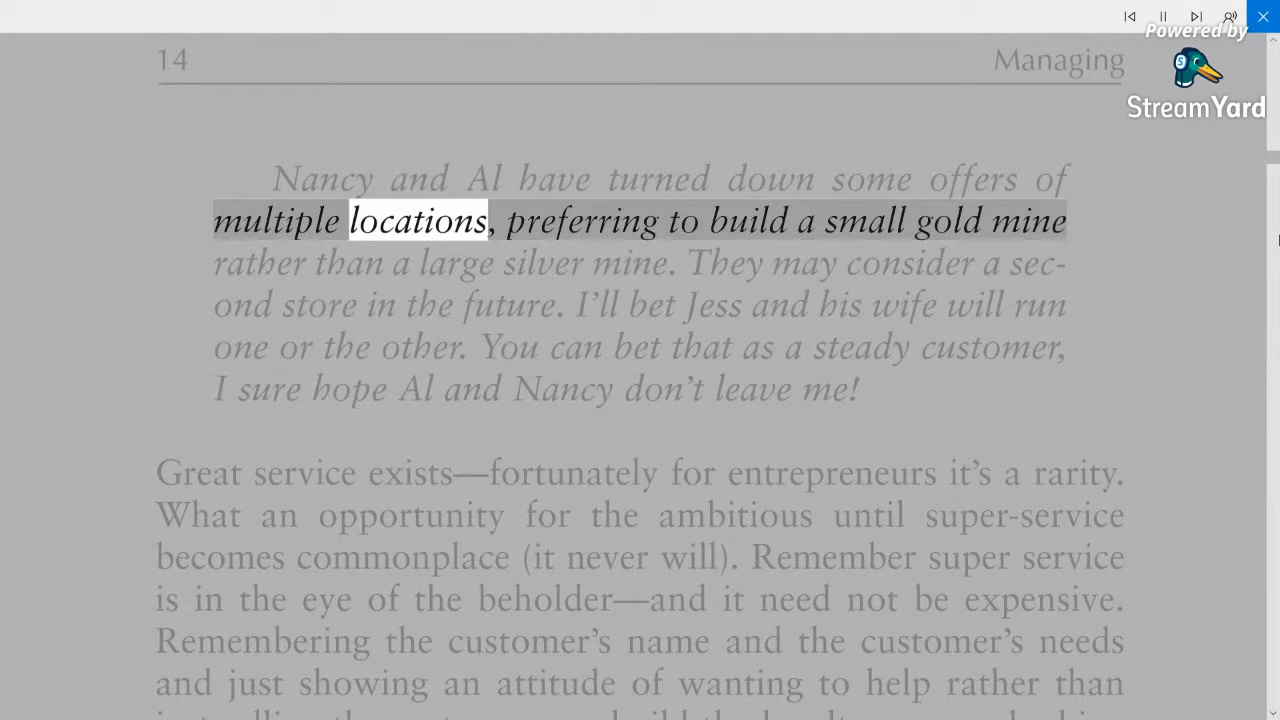 Powered by
StreamYard
14 Managing
Nancy and Al have turned down some offers of
multiple locations, preferring to build a small gold mine
rather than a large silver mine. They may consider a sec-
ond store in the future. I’ll bet Jess and his wife will run
one or the other. You can bet that as a steady customer,
I sure hope Al and Nancy don’t leave me!
Great service exists—fortunately for entrepreneurs it’s a rarity.
What an opportunity for the ambitious until super-service
becomes commonplace (it never will). Remember super service
is in the eye of the beholder—and it need not be expensive.
Remembering the customer’s name and the customer’s needs
and just showing an attitude of wanting to help rather than